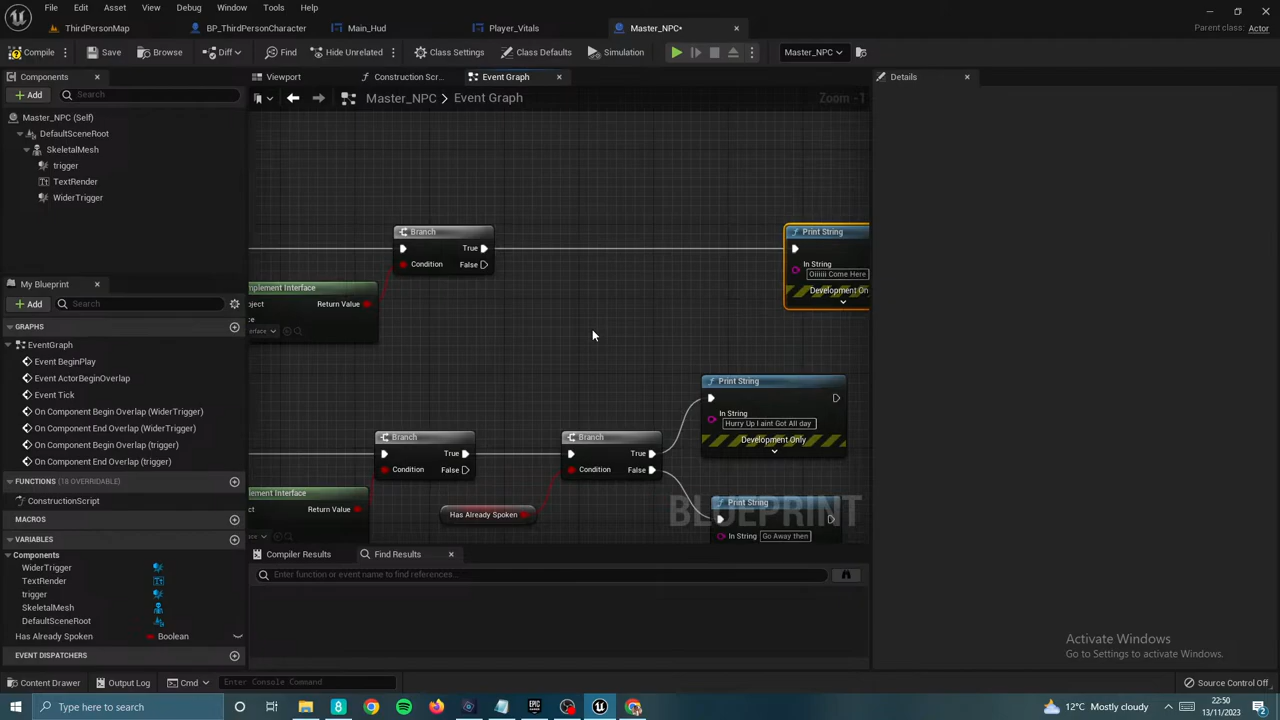 File Edit Asset View Debug Window Tools Help
Parent class: Actor
ThirdPersonMap
BP_ThirdPersonCharacter
Main_Hud
Player_Vitals
Master_NPC*
Compile
Save
Browse
Diff
Find
Hide Unrelated
Class Settings
Class Defaults
Simulation
Master_NPC
Components
Viewport
Construction Scr...
Event Graph
Details
Add
Search
Master_NPC > Event Graph
Zoom -1
Master_NPC (Self)
DefaultSceneRoot
SkeletalMesh
trigger
TextRender
WiderTrigger
Branch
True
Condition False
Print String
In String
Oiiiiii Come Here
Development On
mplement Interface
Return Value
My Blueprint
Add
Search
GRAPHS
EventGraph
Event BeginPlay
Event ActorBeginOverlap
Event Tick
On Component Begin Overlap (WiderTrigger)
On Component End Overlap (WiderTrigger)
On Component Begin Overlap (trigger)
On Component End Overlap (trigger)
FUNCTIONS (18 OVERRIDABLE)
ConstructionScript
MACROS
VARIABLES
Components
WiderTrigger
TextRender
trigger
SkeletalMesh
DefaultSceneRoot
Has Already Spoken Boolean
EVENT DISPATCHERS
Print String
In String
Hurry Up I aint Got All day
Development Only
Branch
True
Condition False
Branch
True
Condition False
lement Interface
Return Value
Has Already Spoken
Print String
In String Go Away then
BLUEPRINT
Compiler Results
Find Results
Enter function or event name to find references...
Activate Windows
Go to Settings to activate Windows.
Content Drawer
Output Log
Cmd
Enter Console Command
Source Control Off
Type here to search
12°C Mostly cloudy
22:50
13/11/2023